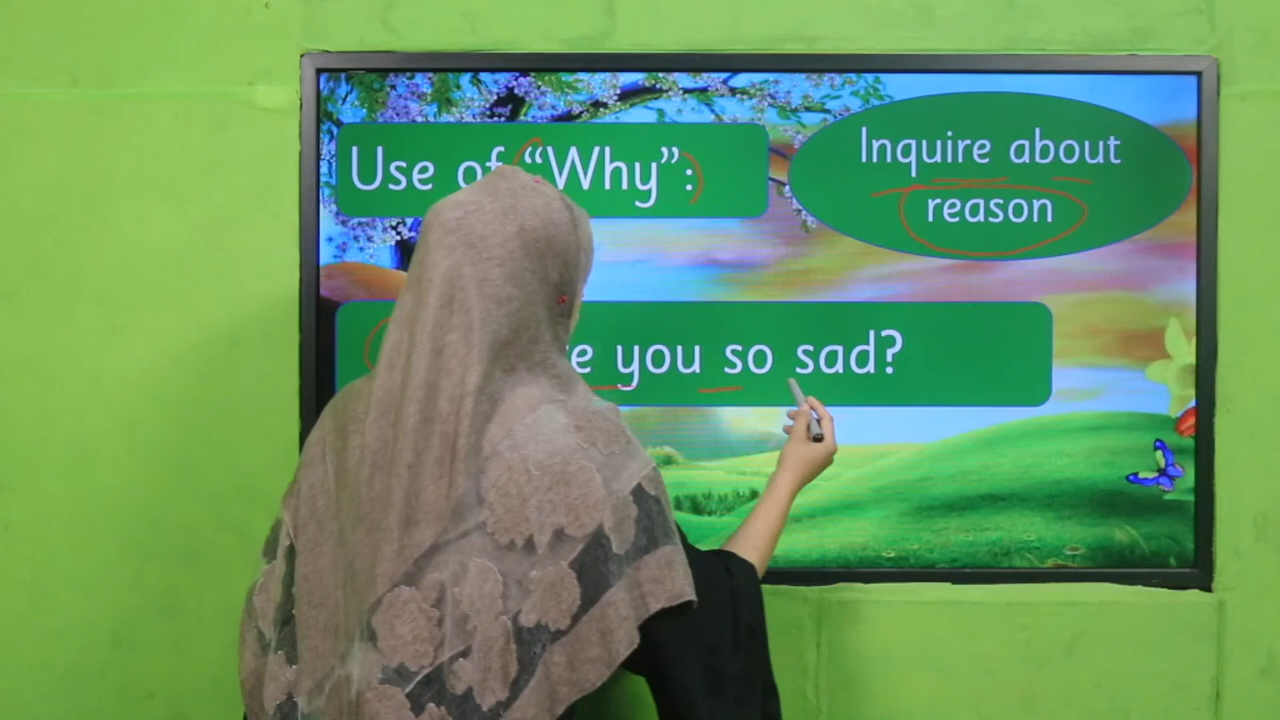 Use of “Why”:
Inquire about
reason
you so sad?